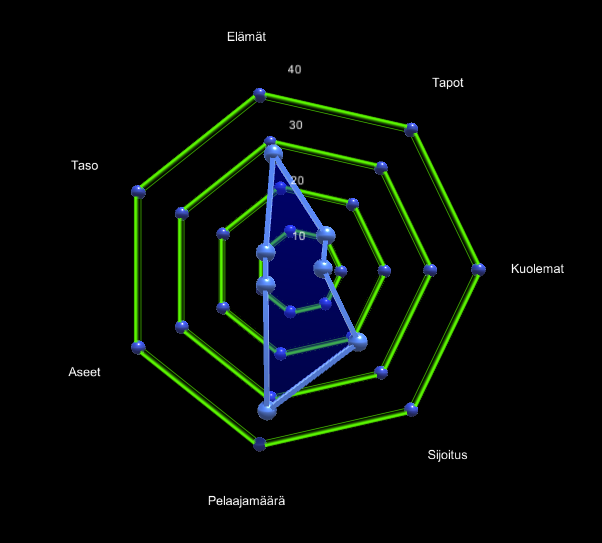 Elämät
40
Tapot
30
Taso
20
10
Kuolemat
Aseet
Sijoitus
Pelaajamäärä